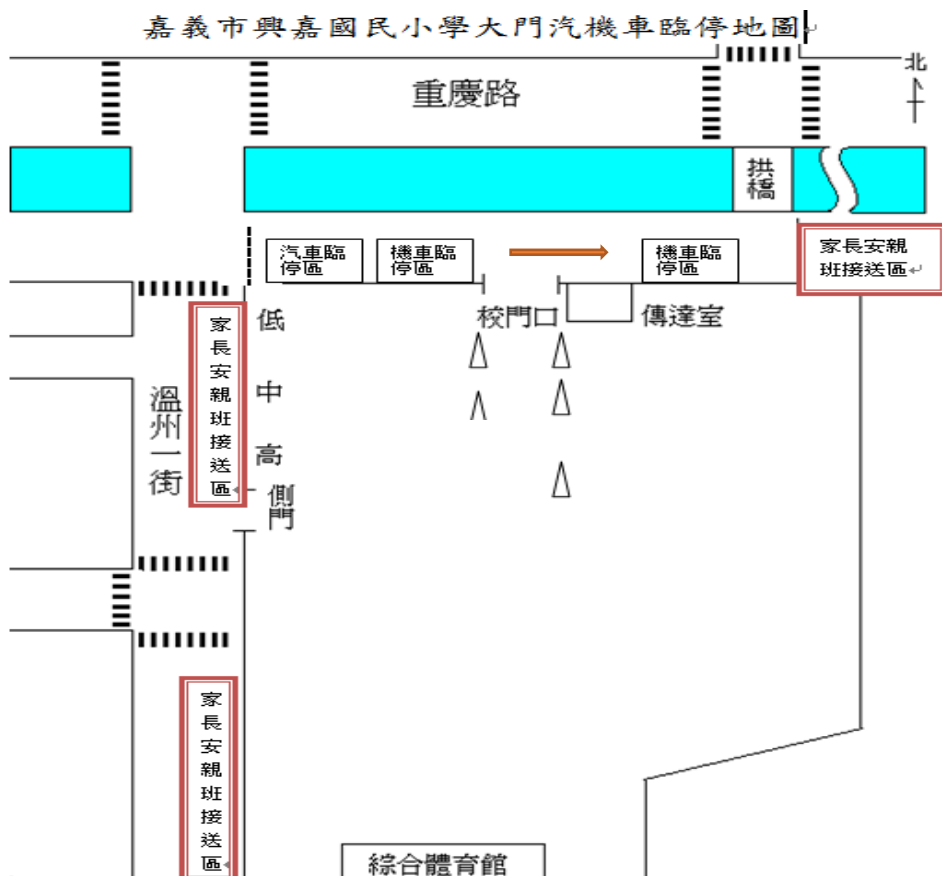 嘉義市興嘉國民小學大門汽機車臨停地圖
北
重慶路
拱橋
汽車臨
停區
機車臨
停區
機車臨
停區
家長安親
班接送區
校門口
傳達室
家長安親班接送區
低
中
高
溫州一街
側門
家長安親班接送區
綜合體育館